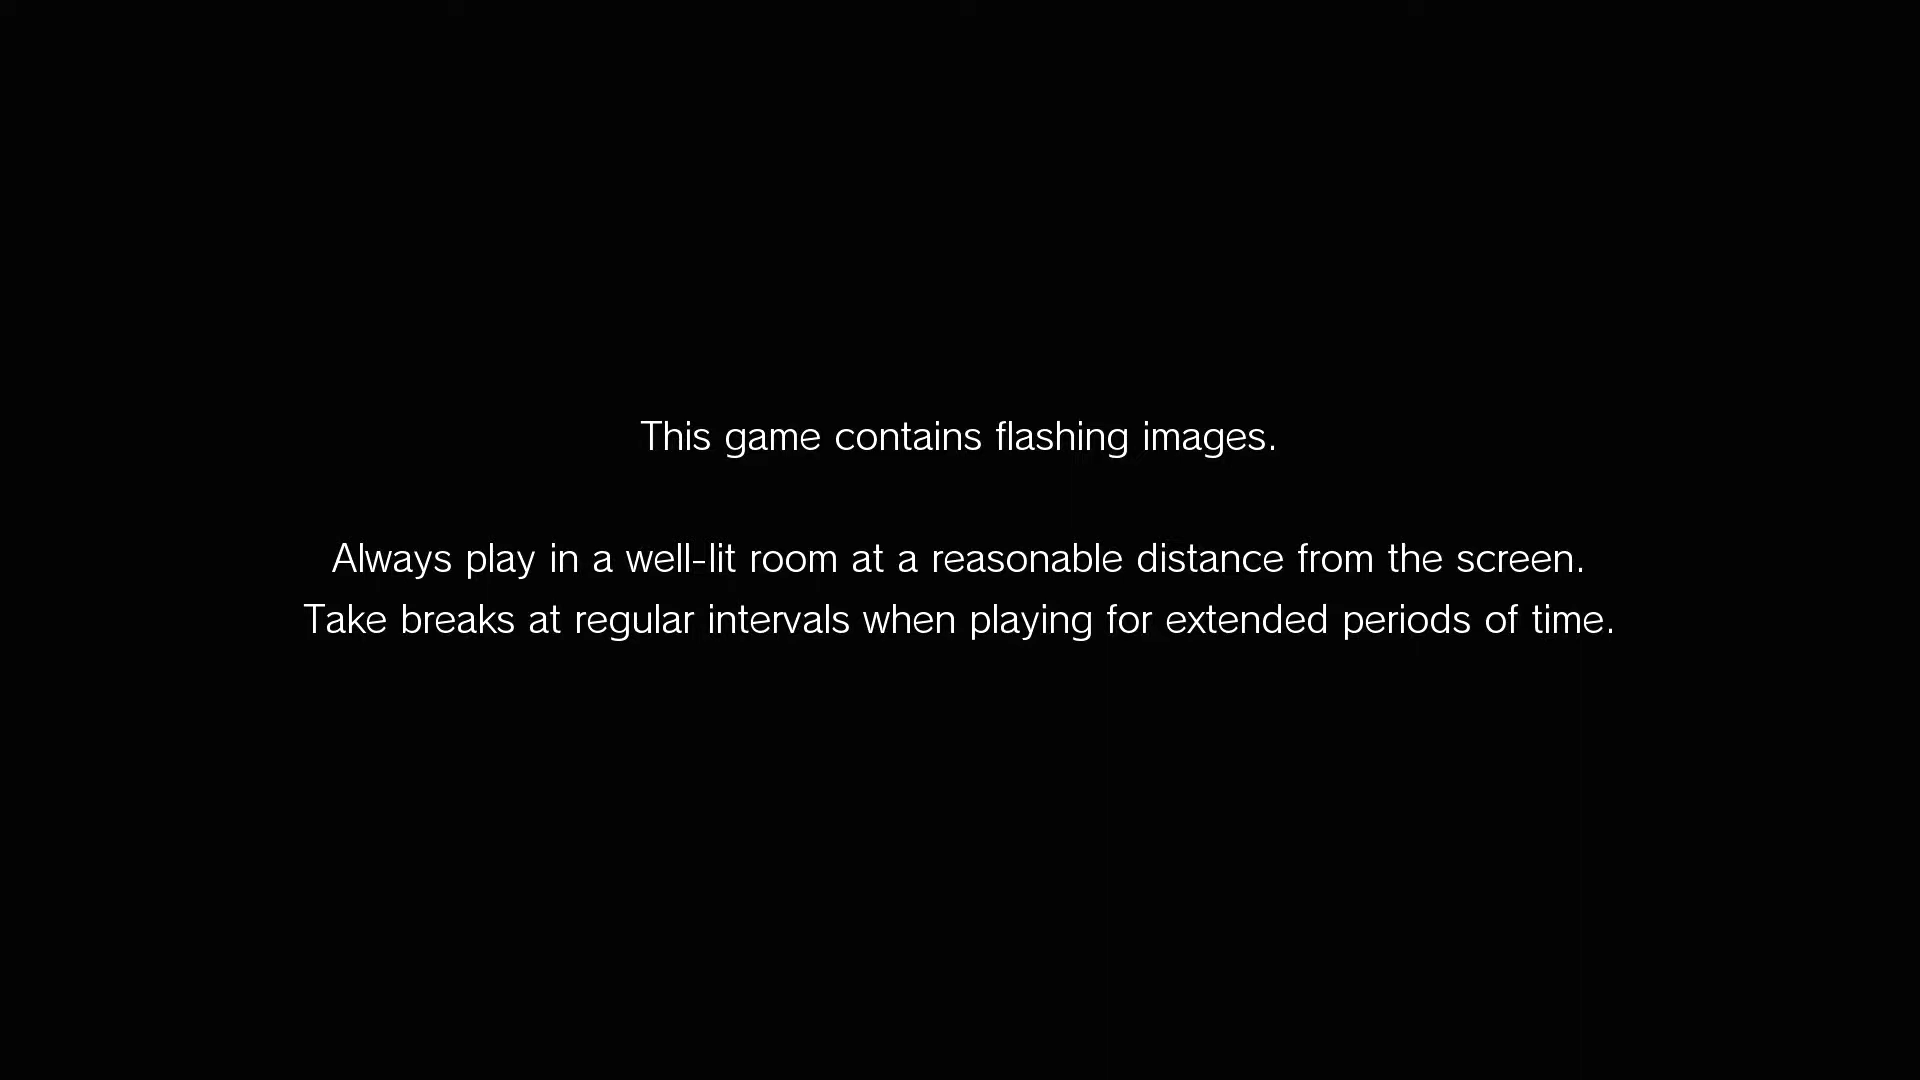 This game contains flashing images.
Always play in a well-lit room at a reasonable distance from the screen.
Take breaks at regular intervals when playing for extended periods of time.